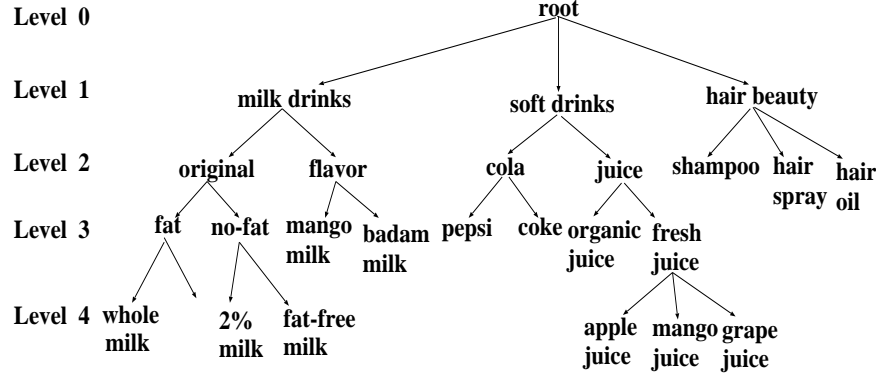 Level 0
root
Level 1
milk drinks
soft drinks
hair beauty
Level 2
original
flavor
cola
juice
shampoo
hair
spray
hair
oil
Level 3
fat
no-fat
mango
milk
badam
milk
pepsi
coke
organic
juice
fresh
juice
Level 4
whole
milk
2%
milk
fat-free
milk
apple
juice
mango
juice
grape
juice